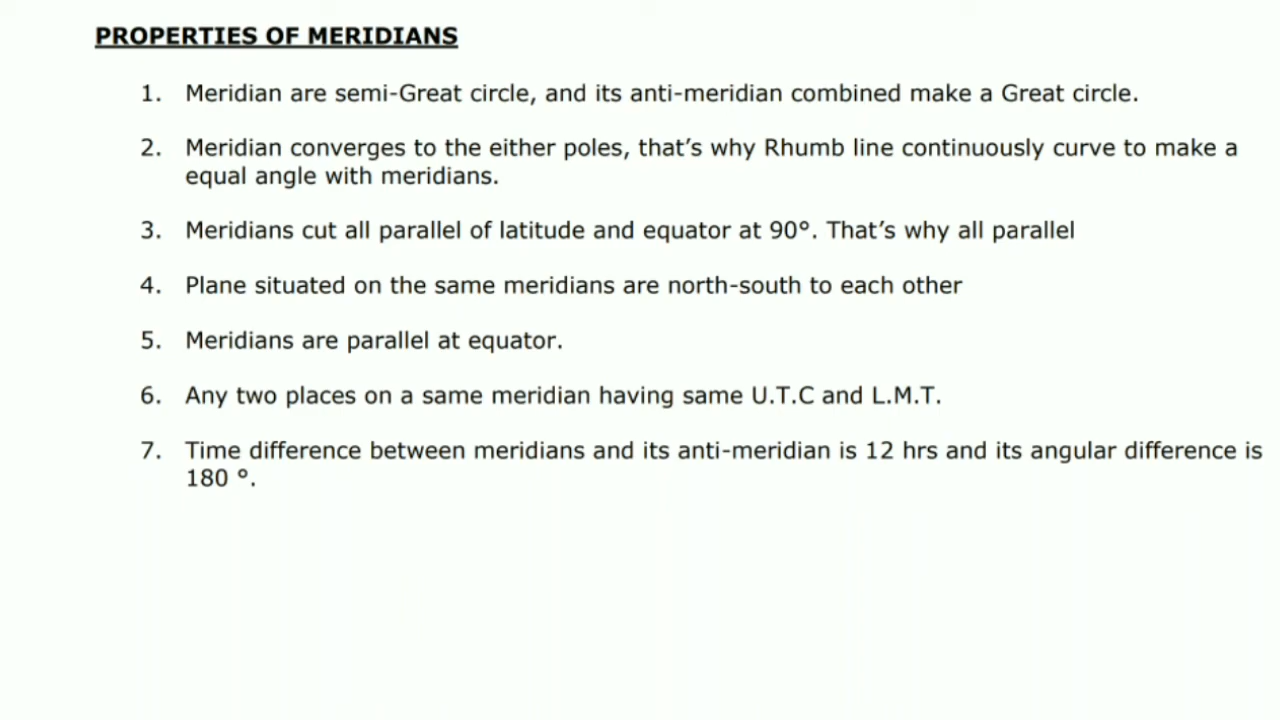 PROPERTIES OF MERIDIANS
1. Meridian are semi-Great circle, and its anti-meridian combined make a Great circle.
2. Meridian converges to the either poles, that’s why Rhumb line continuously curve to make a
equal angle with meridians.
3. Meridians cut all parallel of latitude and equator at 90°. That’s why all parallel
4. Plane situated on the same meridians are north-south to each other
5. Meridians are parallel at equator.
6. Any two places on a same meridian having same U.T.C and L.M.T.
7. Time difference between meridians and its anti-meridian is 12 hrs and its angular difference is
180 °.